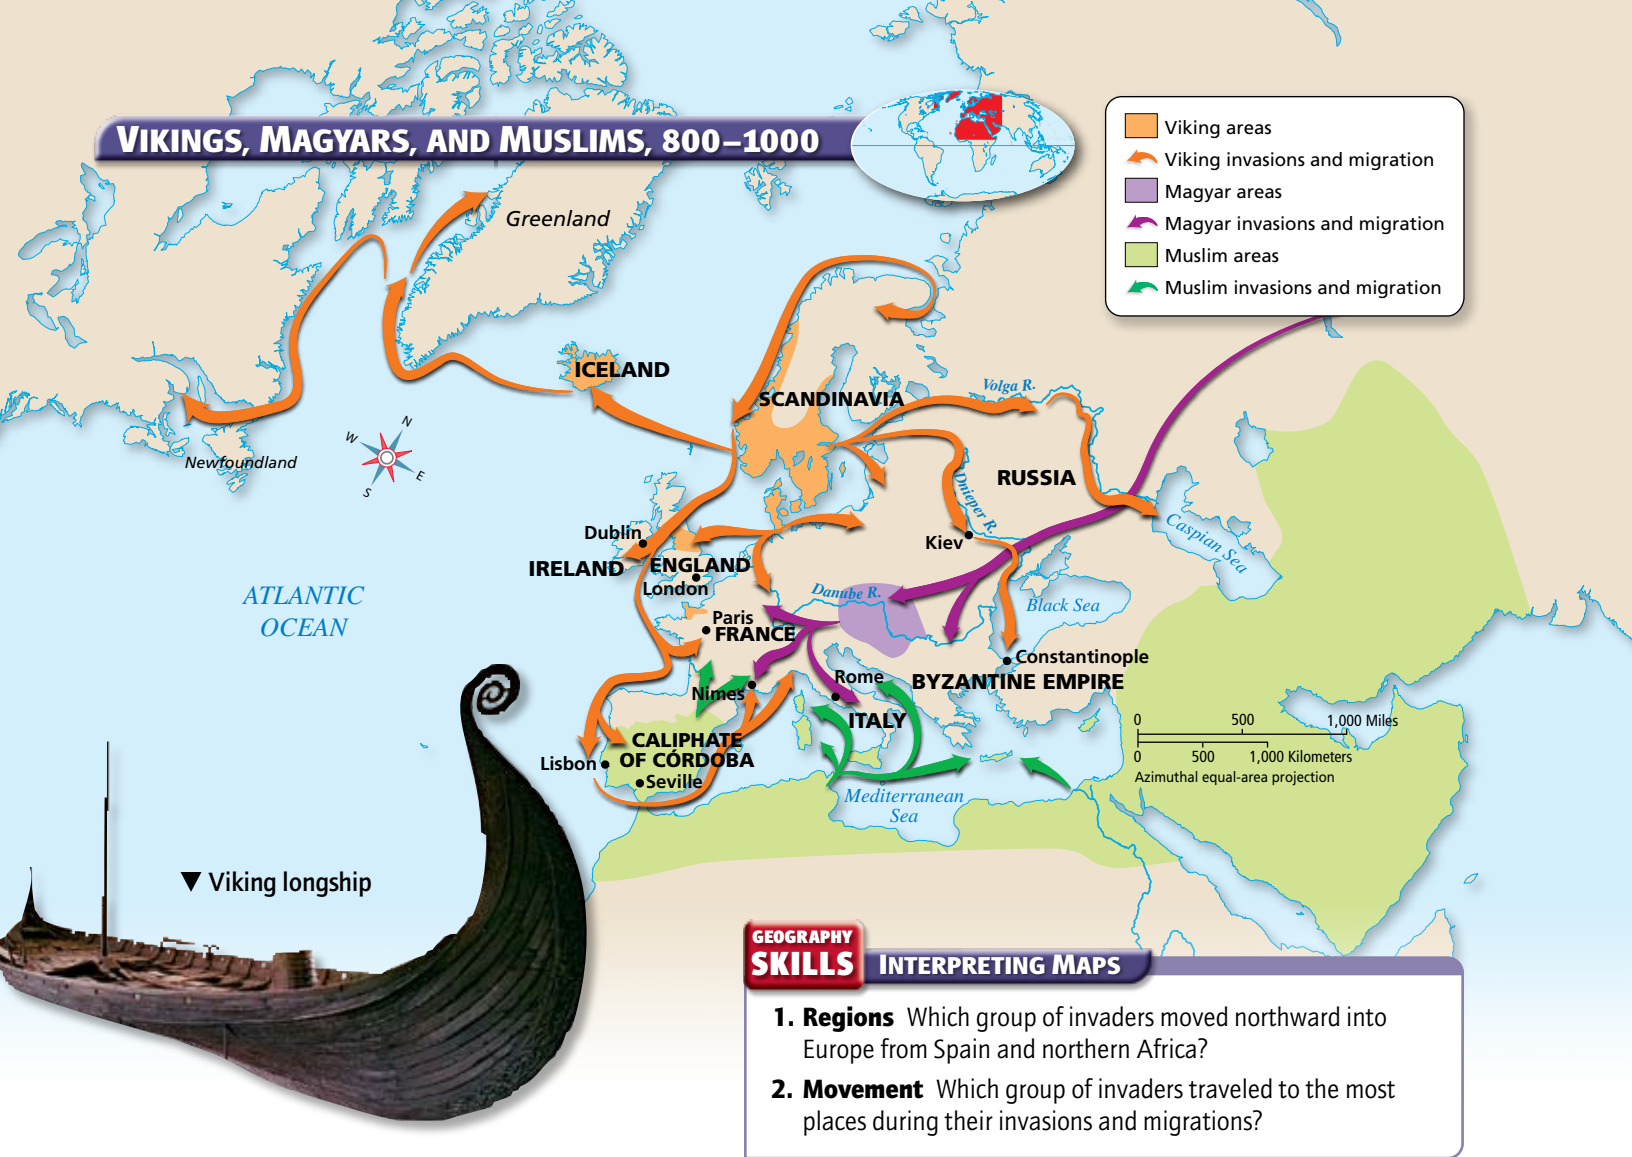 VIKINGS, MAGYARS, AND MUSLIMS, 800–1000
Viking areas
Viking invasions and migration
Magyar areas
Magyar invasions and migration
Muslim areas
Muslim invasions and migration
Greenland
ICELAND
SCANDINAVIA
Volga R.
Newfoundland
N
W
E
S
RUSSIA
Dnieper R.
Caspian Sea
Dublin
Kiev
IRELAND
ENGLAND
London
ATLANTIC
OCEAN
Danube R.
Black Sea
Paris
FRANCE
Constantinople
Nîmes
Rome
BYZANTINE EMPIRE
ITALY
0 500 1,000 Miles
0 500 1,000 Kilometers
Azimuthal equal-area projection
CALIPHATE
OF CÓRDOBA
Lisbon
Seville
Mediterranean
Sea
▼ Viking longship
GEOGRAPHY
SKILLS
INTERPRETING MAPS
1. Regions Which group of invaders moved northward into
Europe from Spain and northern Africa?
2. Movement Which group of invaders traveled to the most
places during their invasions and migrations?